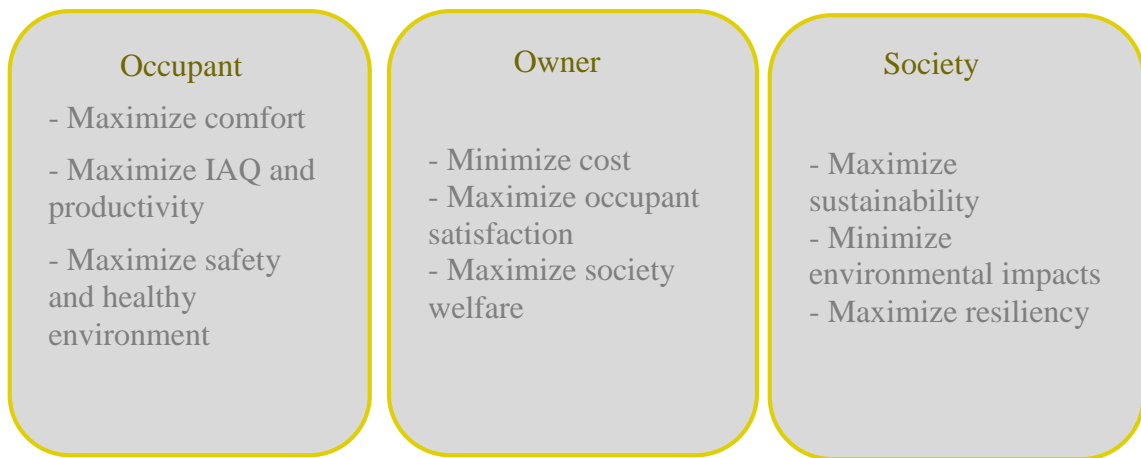 Occupant
- Maximize comfort
- Maximize IAQ and
productivity
- Maximize safety
and healthy
environment
Owner
- Minimize cost
- Maximize occupant
satisfaction
- Maximize society
welfare
Society
- Maximize
sustainability
- Minimize
environmental impacts
- Maximize resiliency